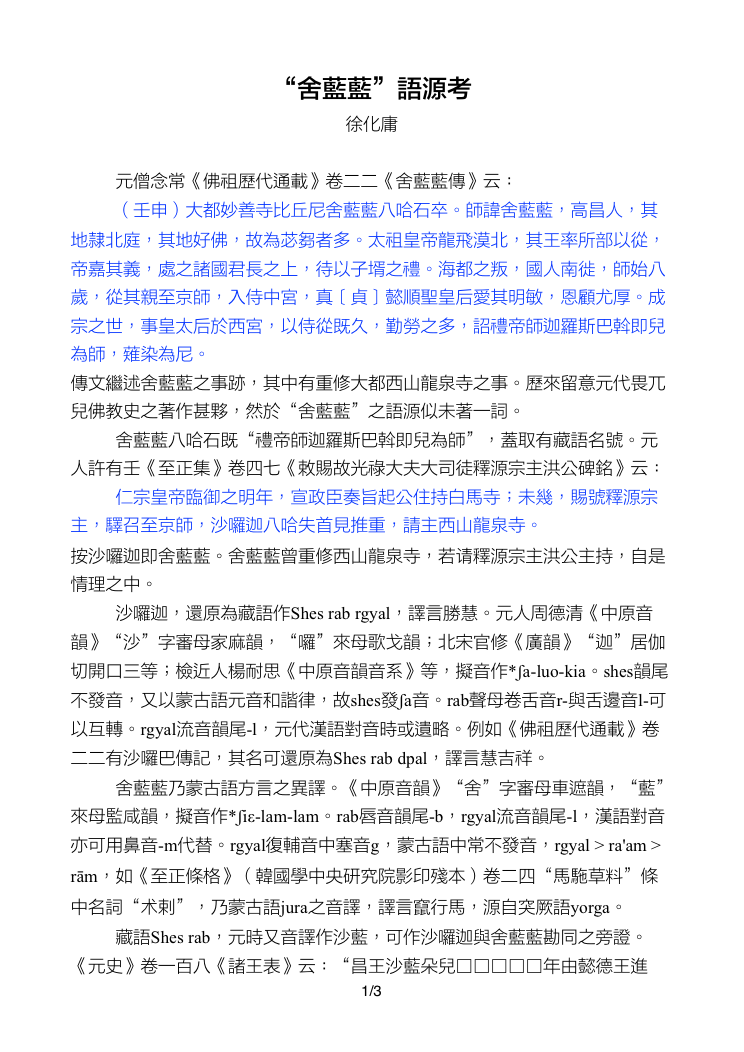 “舍藍藍”語源考
徐化庸
元僧念常《佛祖歷代通載》卷二二《舍藍藍傳》云：
（壬申）大都妙善寺比丘尼舍藍藍八哈石卒。師諱舍藍藍，高昌人，其
地隸北庭，其地好佛，故為苾芻者多。太祖皇帝龍飛漠北，其王率所部以從，
帝嘉其義，處之諸國君長之上，待以子壻之禮。海都之叛，國人南徙，師始八
歲，從其親至京師，入侍中宮，真［貞］懿順聖皇后愛其明敏，恩顧尤厚。成
宗之世，事皇太后於西宮，以侍從既久，勤勞之多，詔禮帝師迦羅斯巴斡即兒
為師，薙染為尼。
傳文繼述舍藍藍之事跡，其中有重修大都西山龍泉寺之事。歷來留意元代畏兀
兒佛教史之著作甚夥，然於“舍藍藍”之語源似未著一詞。
舍藍藍八哈石既“禮帝師迦羅斯巴斡即兒為師”，蓋取有藏語名號。元
人許有壬《至正集》卷四七《敕賜故光祿大夫大司徒釋源宗主洪公碑銘》云：
仁宗皇帝臨御之明年，宣政臣奏旨起公住持白馬寺；未幾，賜號釋源宗
主，驛召至京師，沙囉迦八哈失首見推重，請主西山龍泉寺。
按沙囉迦即舍藍藍。舍藍藍曾重修西山龍泉寺，若请釋源宗主洪公主持，自是
情理之中。
沙囉迦，還原為藏語作Shes rab rgyal，譯言勝慧。元人周德清《中原音
韻》“沙”字審母家麻韻，“囉”來母歌戈韻；北宋官修《廣韻》“迦”居伽
切開口三等；檢近人楊耐思《中原音韻音系》等，擬音作*ʃa-luo-kia。shes韻尾
不發音，又以蒙古語元音和諧律，故shes發ʃa音。rab聲母卷舌音r-與舌邊音l-可
以互轉。rgyal流音韻尾-l，元代漢語對音時或遺略。例如《佛祖歷代通載》卷
二二有沙囉巴傳記，其名可還原為Shes rab dpal，譯言慧吉祥。
舍藍藍乃蒙古語方言之異譯。《中原音韻》“舍”字審母車遮韻，“藍”
來母監咸韻，擬音作*ʃiɛ-lam-lam。rab唇音韻尾-b，rgyal流音韻尾-l，漢語對音
亦可用鼻音-m代替。rgyal復輔音中塞音g，蒙古語中常不發音，rgyal > ra'am >
rām，如《至正條格》（韓國學中央研究院影印殘本）卷二四“馬馳草料”條
中名詞“术剌”，乃蒙古語jura之音譯，譯言竄行馬，源自突厥語yorga。
藏語Shes rab，元時又音譯作沙藍，可作沙囉迦與舍藍藍勘同之旁證。
《元史》卷一百八《諸王表》云：“昌王沙藍朵兒□□□□□年由懿德王進
1/3